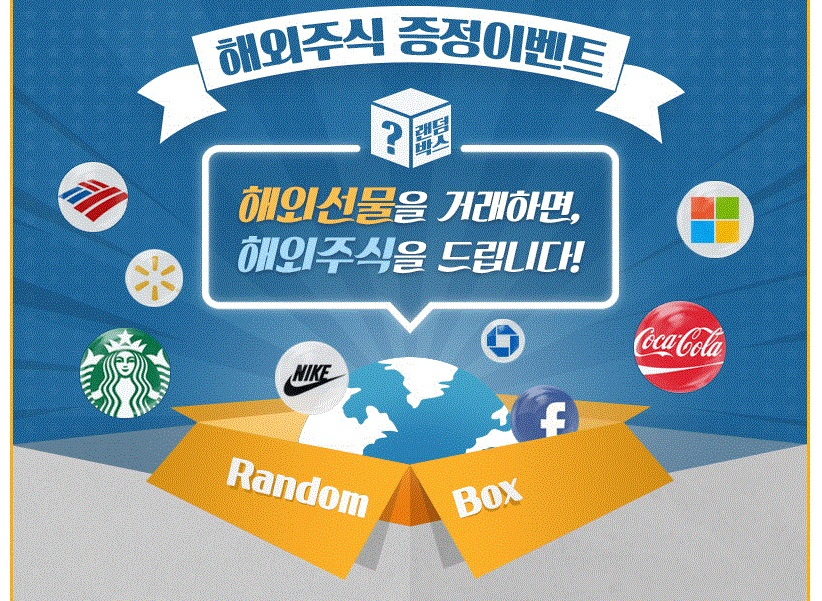 해외주식 증정이벤트
?
랜덤
박스
해외선물을 거래하면,
해외주식을 드립니다!
NIKE
Coca-Cola
f
Random Box